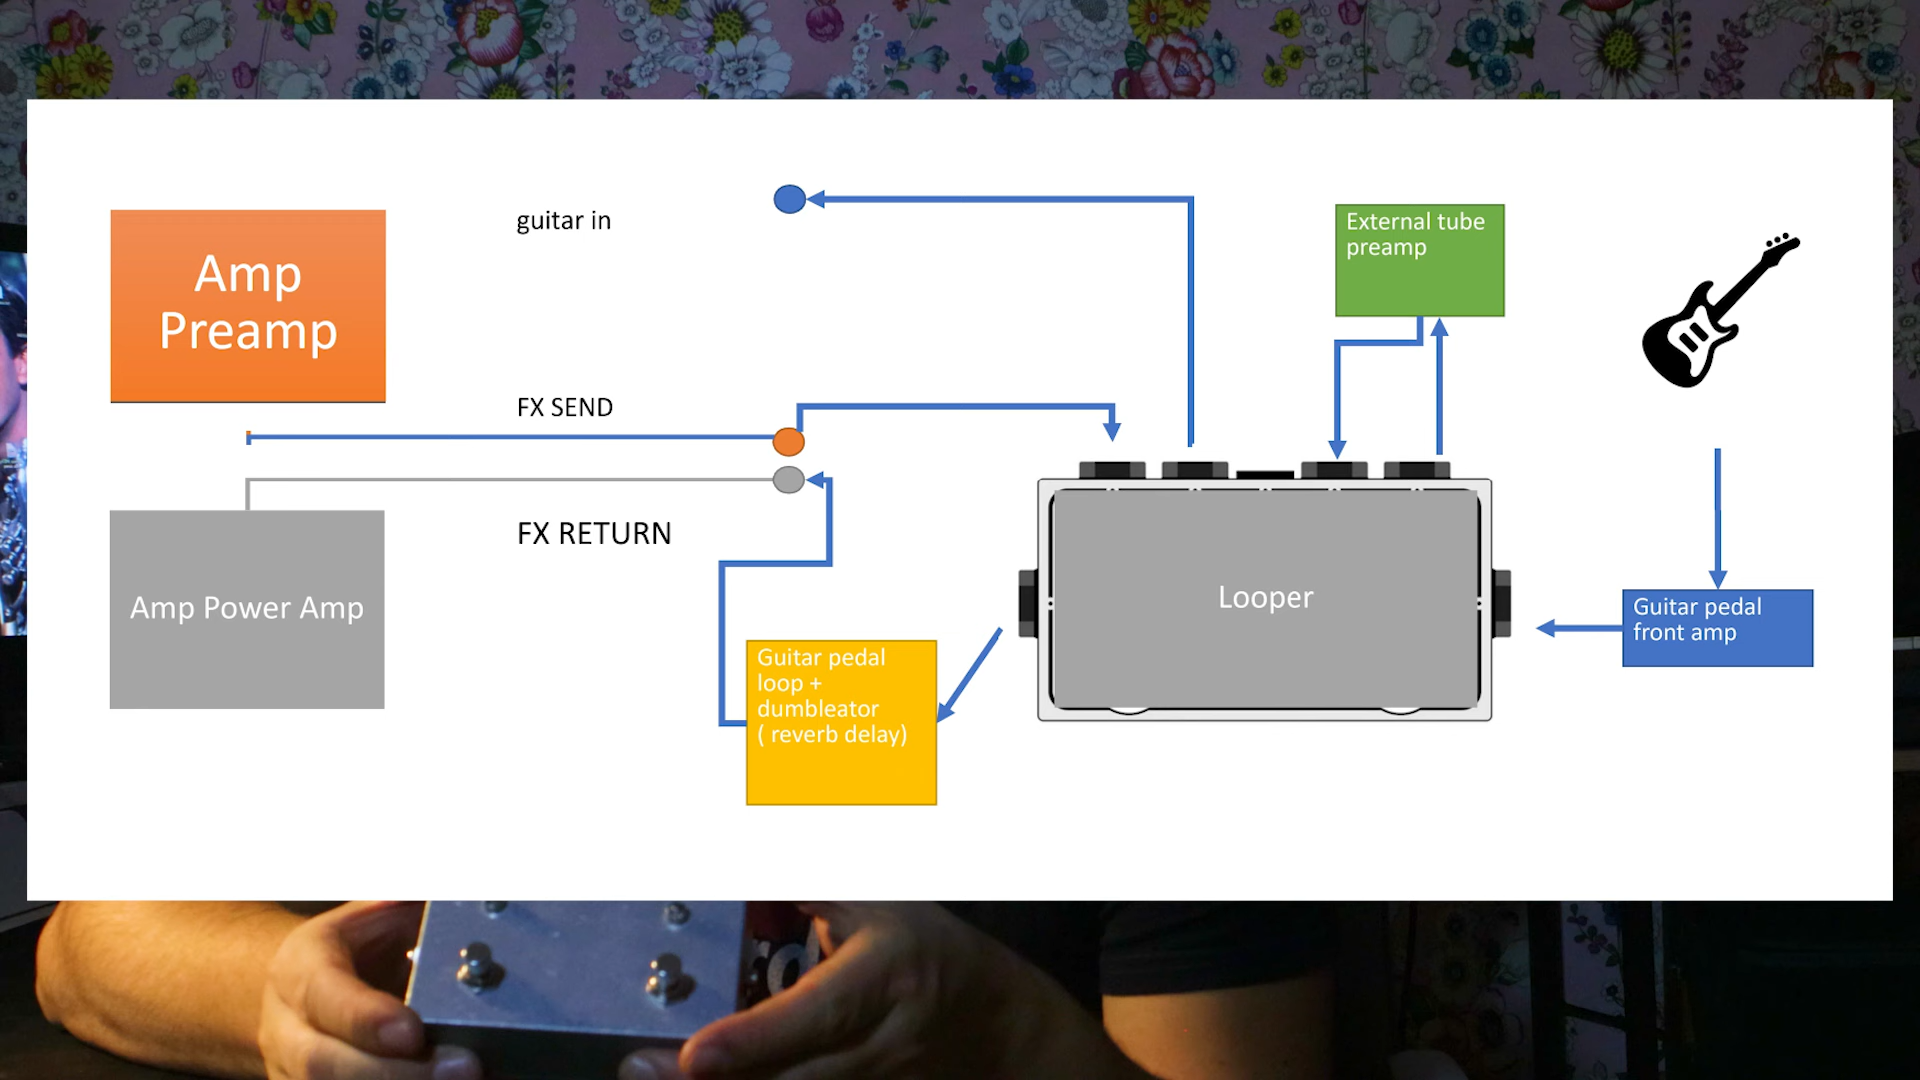 Amp
Preamp
guitar in
FX SEND
FX RETURN
Amp Power Amp
External tube
preamp
Looper
Guitar pedal
front amp
Guitar pedal
loop +
dumbleator
( reverb delay)